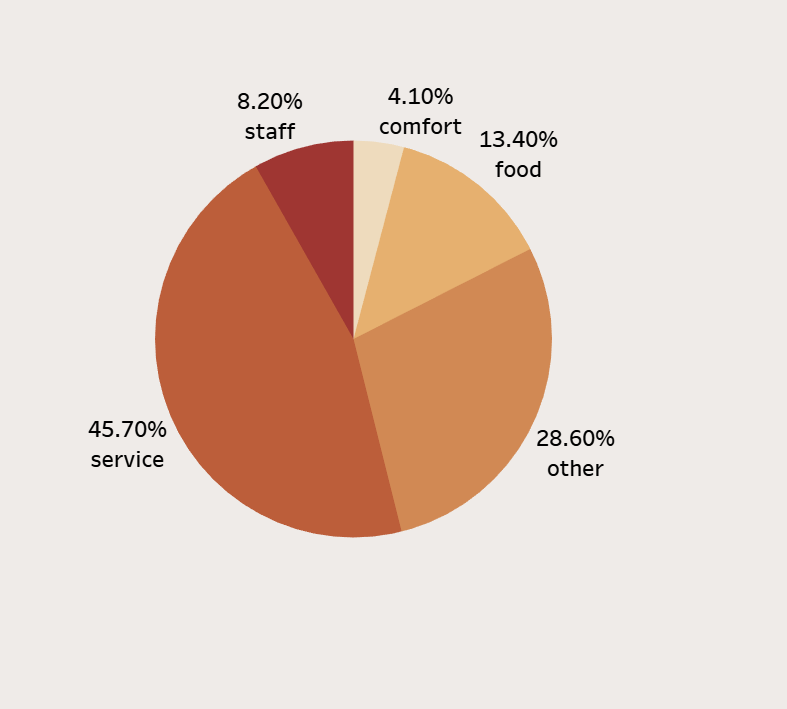 8.20%
staff
4.10%
comfort
13.40%
food
45.70%
service
28.60%
other